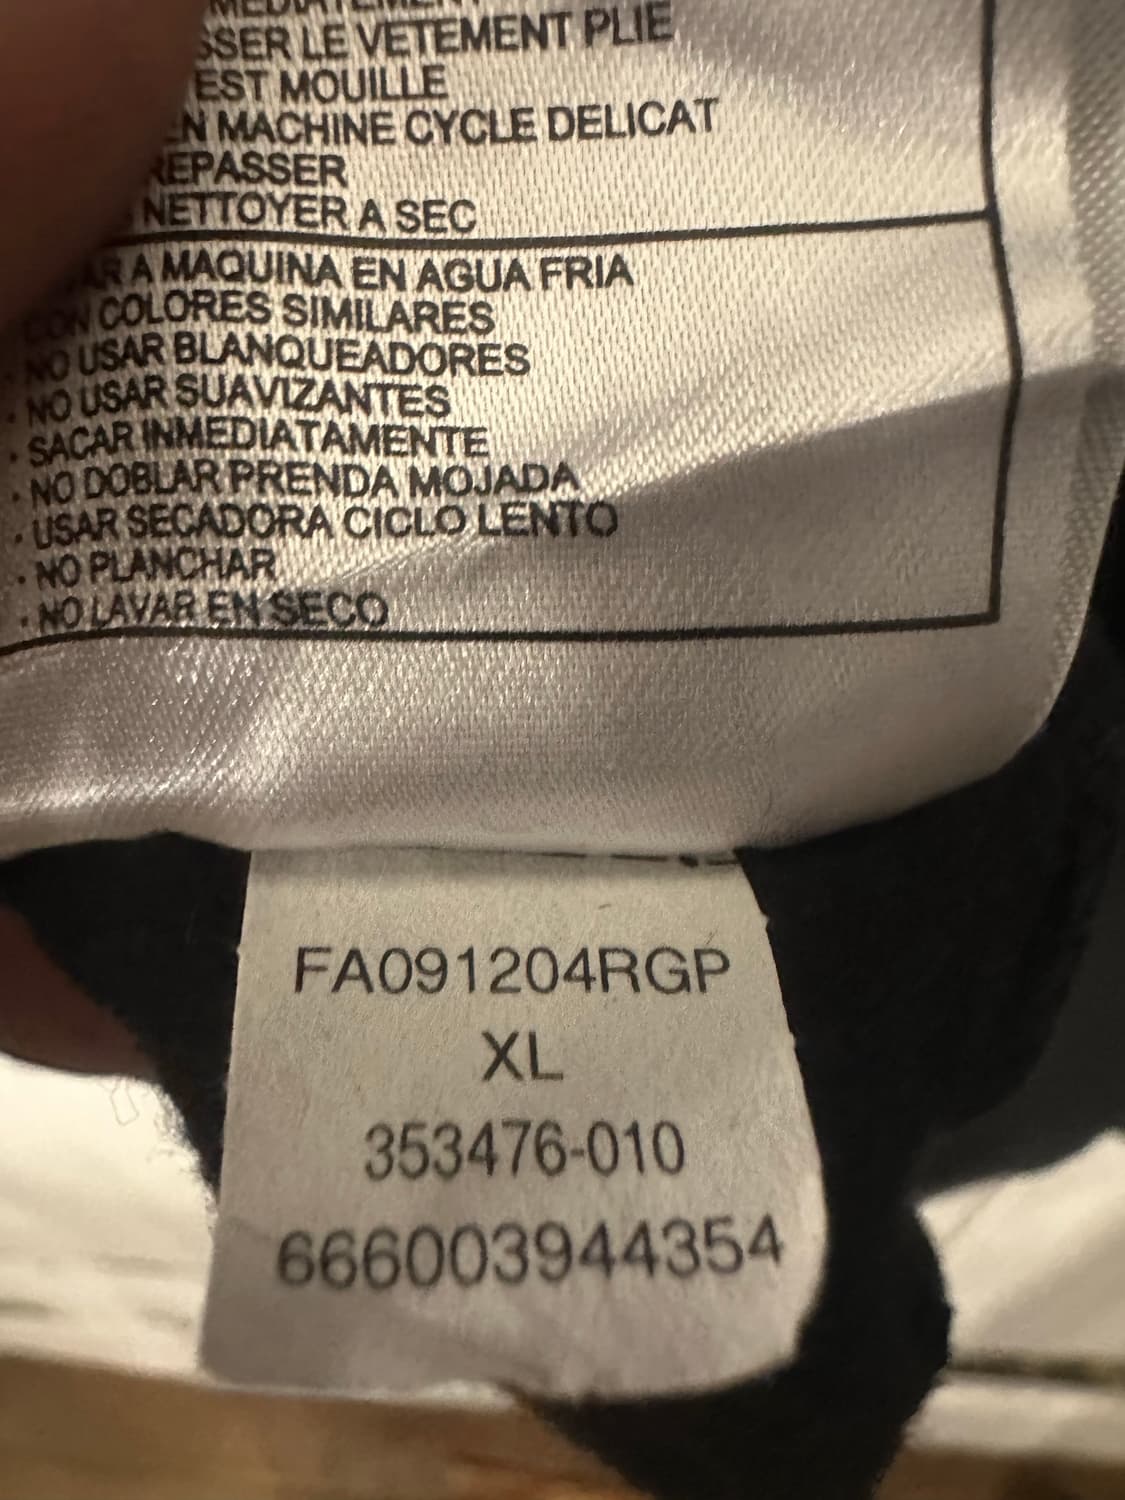 LE VETEMENT PLIE
EST MOUILLE
EN MACHINE CYCLE DELICAT
REPASSER
NETTOYER A SEC
A MAQUINA EN AGUA FRIA
CON COLORES SIMILARES
· NO USAR BLANQUEADORES
· NO USAR SUAVIZANTES
· SACAR INMEDIATAMENTE
· NO DOBLAR PRENDA MOJADA
· USAR SECADORA CICLO LENTO
· NO PLANCHAR
· NO LAVAR EN SECO
FA091204RGP
XL
353476-010
666003944354